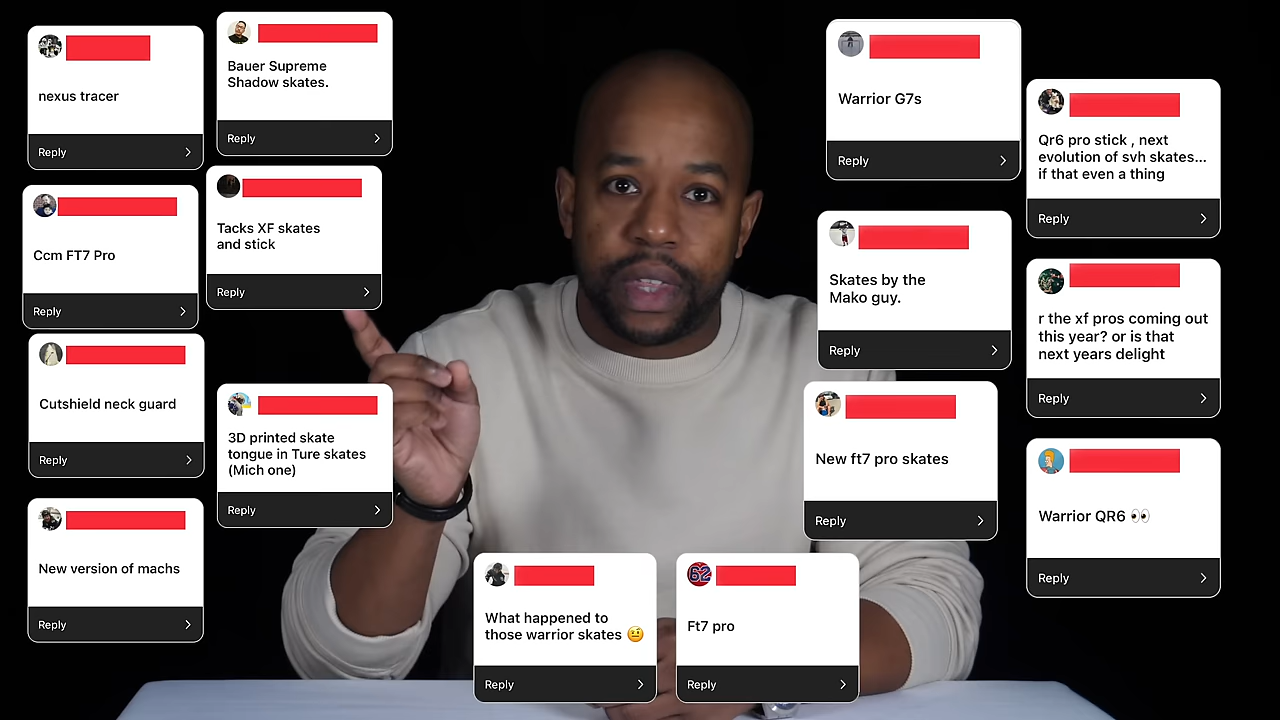 nexus tracer
Reply
Bauer Supreme
Shadow skates.
Reply
Ccm FT7 Pro
Reply
Tacks XF skates
and stick
Reply
Cutshield neck guard
Reply
3D printed skate
tongue in Ture skates
(Mich one)
Reply
New version of machs
Reply
What happened to
those warrior skates 🤨
Reply
Ft7 pro
Reply
Warrior G7s
Reply
Qr6 pro stick , next
evolution of svh skates...
if that even a thing
Reply
Skates by the
Mako guy.
Reply
r the xf pros coming out
this year? or is that
next years delight
Reply
New ft7 pro skates
Reply
Warrior QR6 👀
Reply
62